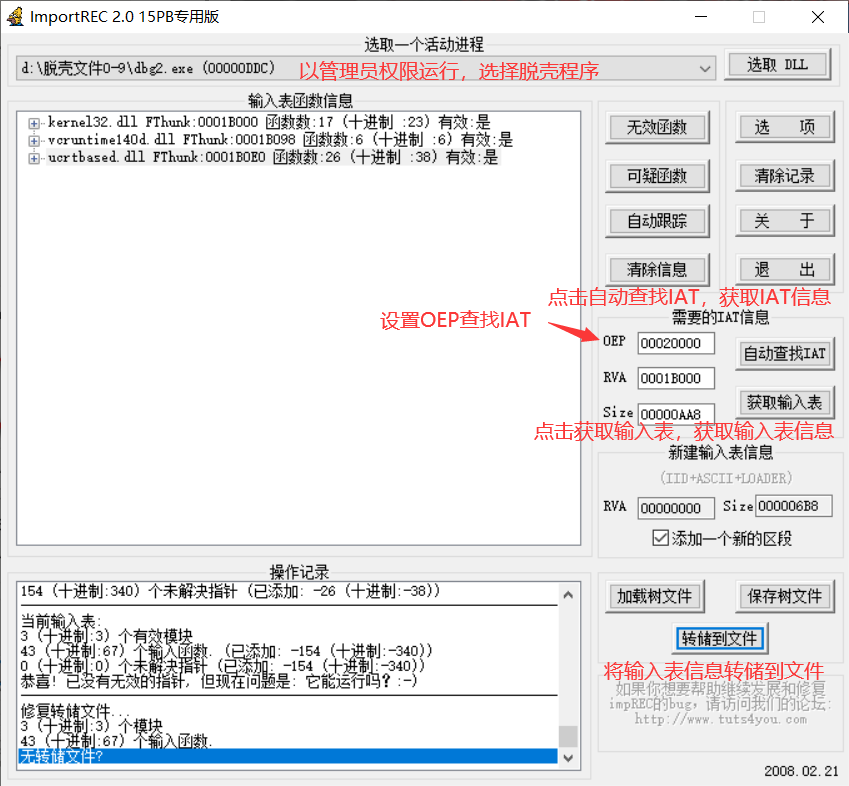 ImportREC 2.0 15PB专用版
选取一个活动进程
d:\脱壳文件0-9\dbg2.exe (00000DDC)
以管理员权限运行，选择脱壳程序
选取 DLL
输入表函数信息
kernel32.dll FThunk:0001B000 函数数:17 (十进制 :23) 有效:是
vcruntime140d.dll FThunk:0001B098 函数数:6 (十进制 :6) 有效:是
ucrtbased.dll FThunk:0001B0E0 函数数:26 (十进制 :38) 有效:是
无效函数
选 项
可疑函数
清除记录
自动跟踪
关 于
清除信息
退 出
点击自动查找IAT，获取IAT信息
需要的IAT信息
设置OEP查找IAT
OEP 00020000
自动查找IAT
RVA 0001B000
获取输入表
Size 00000AA8
点击获取输入表，获取输入表信息
新建输入表信息
(IID+ASCII+LOADER)
RVA 00000000 Size 000006B8
添加一个新的区段
操作记录
154 (十进制:340) 个未解决指针 (已添加: -26 (十进制:-38))
当前输入表:
3 (十进制:3) 个有效模块
43 (十进制:67) 个输入函数. (已添加: -154 (十进制:-340))
0 (十进制:0) 个未解决指针 (已添加: -154 (十进制:-340))
恭喜! 已没有无效的指针, 但现在问题是: 它能运行吗? :-)
修复转储文件...
3 (十进制:3) 个模块
43 (十进制:67) 个输入函数.
无转储文件?
加载树文件
保存树文件
转储到文件
将输入表信息转储到文件
如果你想要帮助继续发展和修复
impREC的bug, 请访问我们的论坛:
http://www.tuts4you.com
2008.02.21